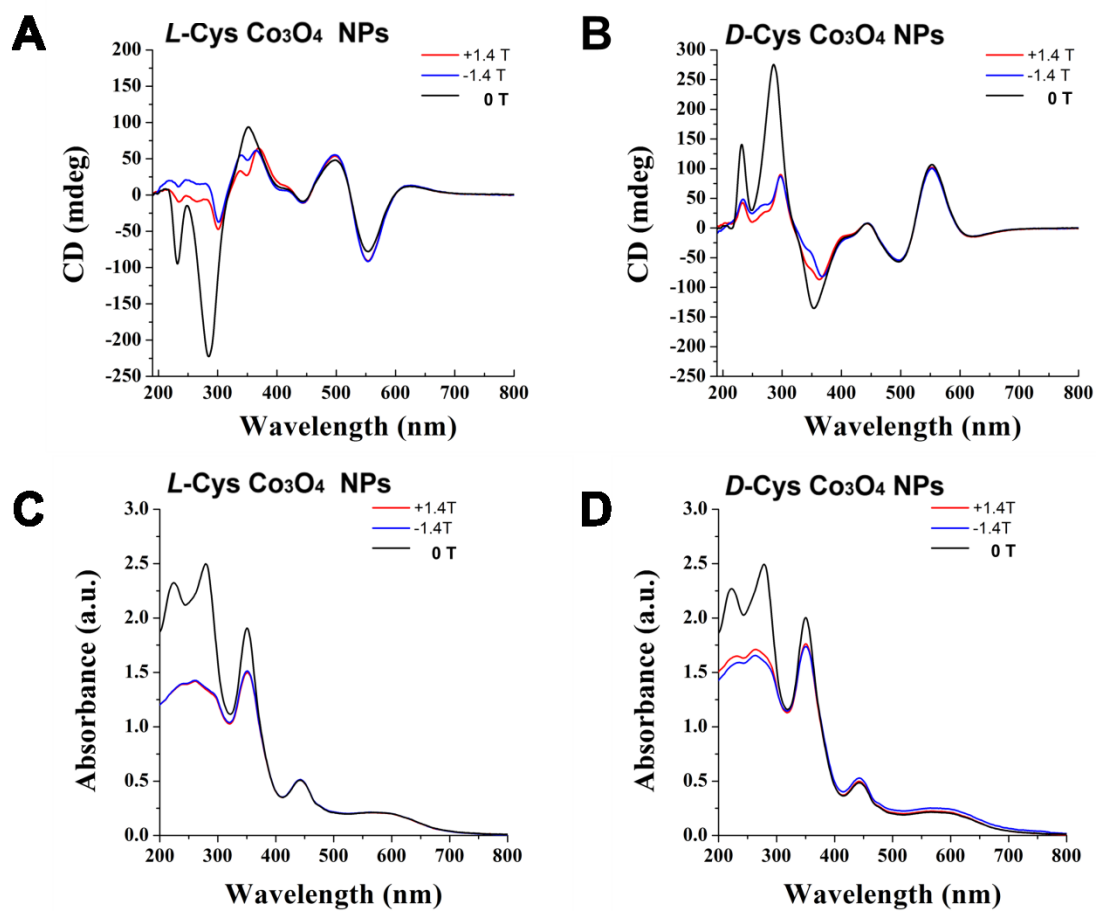 A
L-Cys Co3O4 NPs
+1.4 T
-1.4 T
0 T
CD (mdeg)
200
150
100
50
0
-50
-100
-150
-200
-250
200 300 400 500 600 700 800
Wavelength (nm)
B
D-Cys Co3O4 NPs
+1.4 T
-1.4 T
0 T
CD (mdeg)
300
250
200
150
100
50
0
-50
-100
-150
-200
-250
200 300 400 500 600 700 800
Wavelength (nm)
C
L-Cys Co3O4 NPs
+1.4T
-1.4T
0 T
Absorbance (a.u.)
3.0
2.5
2.0
1.5
1.0
0.5
0.0
200 300 400 500 600 700 800
Wavelength (nm)
D
D-Cys Co3O4 NPs
+1.4T
-1.4T
0 T
Absorbance (a.u.)
3.0
2.5
2.0
1.5
1.0
0.5
0.0
200 300 400 500 600 700 800
Wavelength (nm)